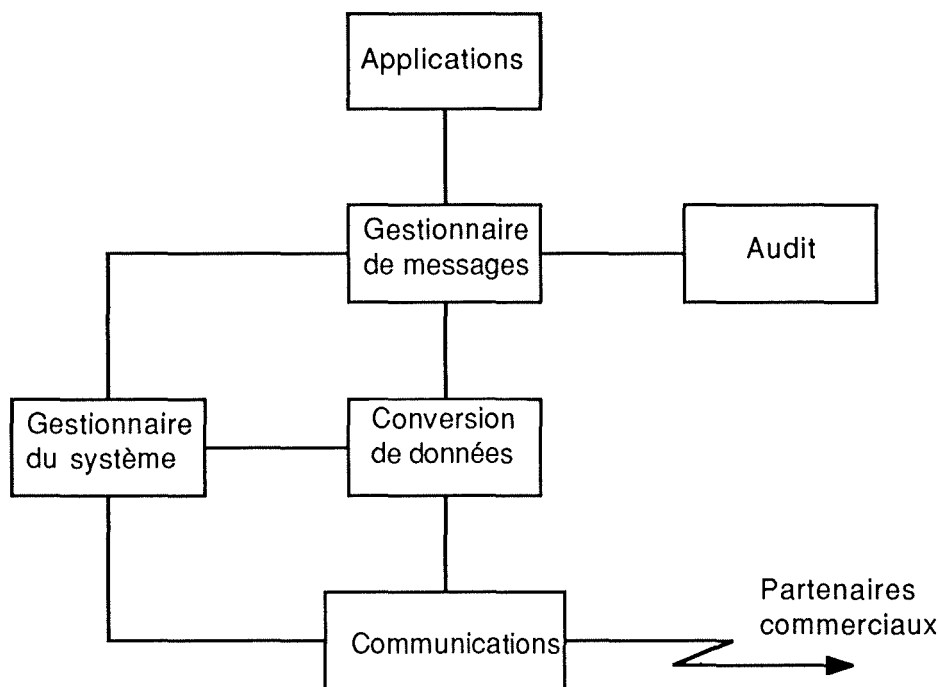 Applications
Gestionnaire
de messages
Audit
Gestionnaire
du système
Conversion
de données
Communications
Partenaires
commerciaux